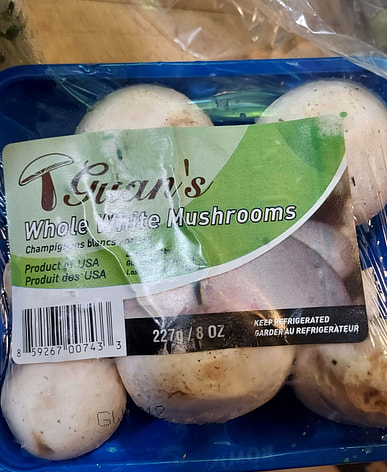 Guan's
Whole White Mushrooms
Champignons blancs
Product of USA
Produit des USA
227g / 8 OZ
KEEP REFRIGERATED
GARDER AU REFRIGÉRATEUR
8 59267 00743 3